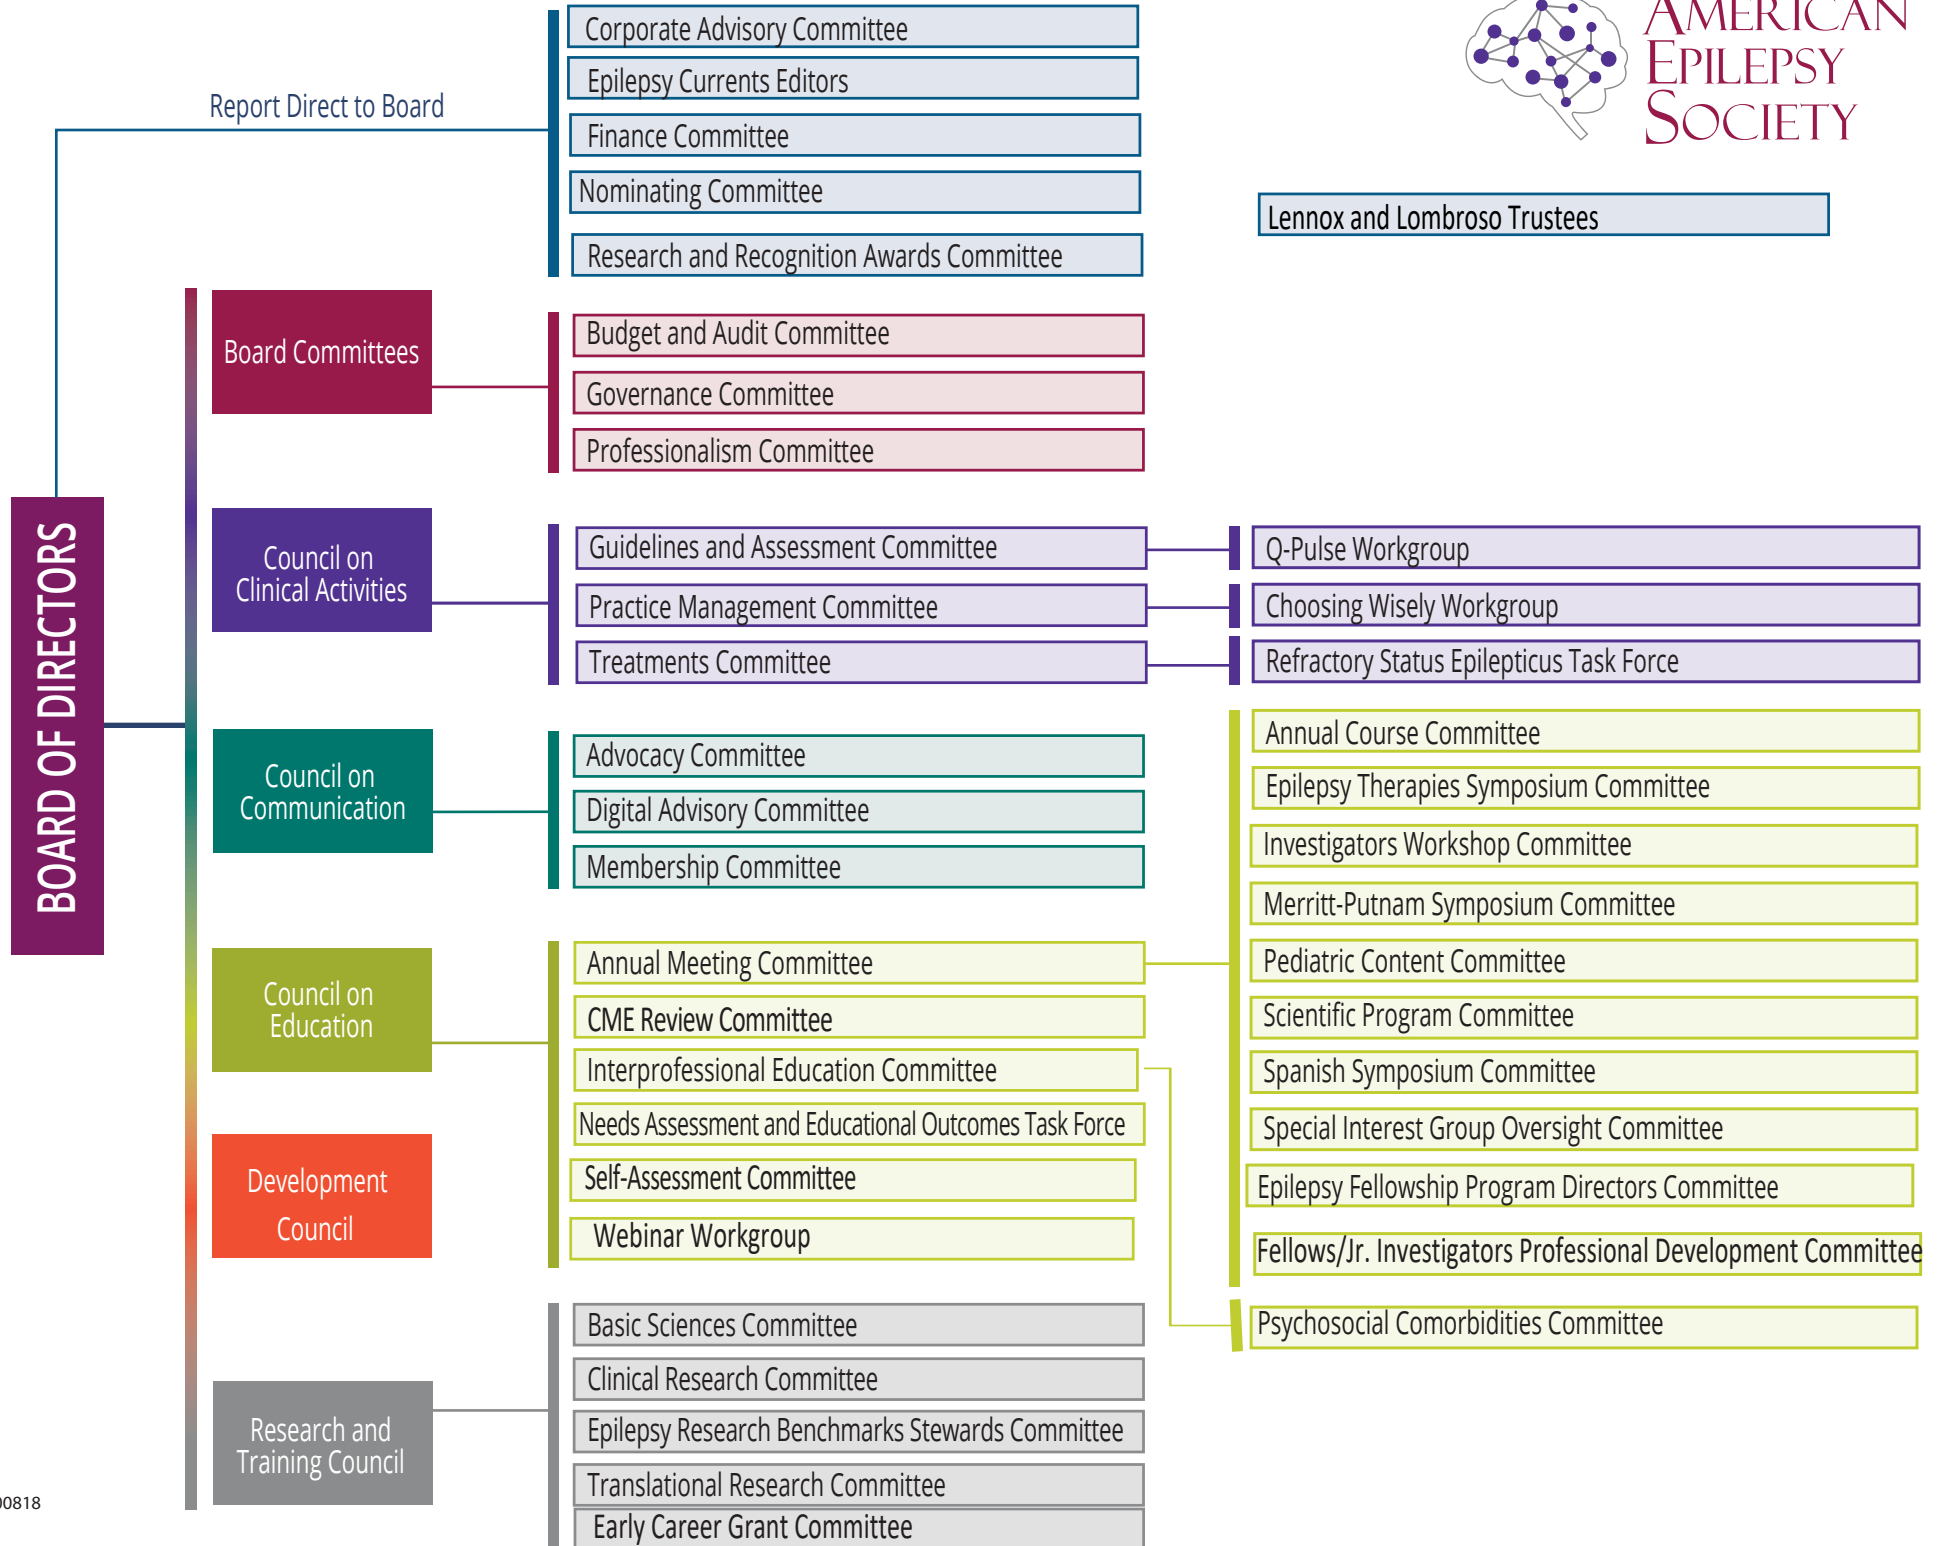 AMERICAN
EPILEPSY
SOCIETY
Report Direct to Board
Corporate Advisory Committee
Epilepsy Currents Editors
Finance Committee
Nominating Committee
Research and Recognition Awards Committee
Lennox and Lombroso Trustees
BOARD OF DIRECTORS
Board Committees
Budget and Audit Committee
Governance Committee
Professionalism Committee
Council on
Clinical Activities
Guidelines and Assessment Committee
Practice Management Committee
Treatments Committee
Q-Pulse Workgroup
Choosing Wisely Workgroup
Refractory Status Epilepticus Task Force
Council on
Communication
Advocacy Committee
Digital Advisory Committee
Membership Committee
Council on
Education
Annual Meeting Committee
CME Review Committee
Interprofessional Education Committee
Needs Assessment and Educational Outcomes Task Force
Self-Assessment Committee
Webinar Workgroup
Annual Course Committee
Epilepsy Therapies Symposium Committee
Investigators Workshop Committee
Merritt-Putnam Symposium Committee
Pediatric Content Committee
Scientific Program Committee
Spanish Symposium Committee
Special Interest Group Oversight Committee
Epilepsy Fellowship Program Directors Committee
Fellows/Jr. Investigators Professional Development Committee
Psychosocial Comorbidities Committee
Development
Council
Research and
Training Council
Basic Sciences Committee
Clinical Research Committee
Epilepsy Research Benchmarks Stewards Committee
Translational Research Committee
Early Career Grant Committee
00818